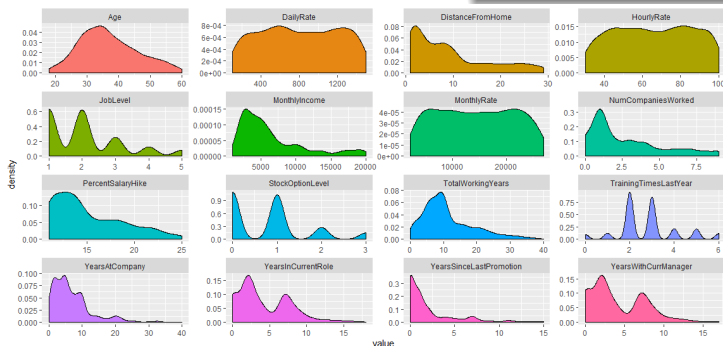 Age DailyRate DistanceFromHome HourlyRate
0.04 0.03 0.02 0.01 0.00
20 30 40 50 60
8e-04 6e-04 4e-04 2e-04 0e+00
400 800 1200
0.08 0.06 0.04 0.02 0.00
0 10 20 29
0.015 0.010 0.005 0.000
40 60 80 100
JobLevel MonthlyIncome MonthlyRate NumCompaniesWorked
0.6 0.4 0.2 0.0
1 2 3 4 5
0.00015 0.00010 0.00005 0.00000
5000 10000 15000 20000
4e-05 3e-05 2e-05 1e-05 0e+00
10000 20000
0.3 0.2 0.1 0.0
0.0 2.5 5.0 7.5
density
PercentSalaryHike StockOptionLevel TotalWorkingYears TrainingTimesLastYear
0.10 0.05 0.00
15 20 25
0.9 0.6 0.3 0.0
0 1 2 3
0.08 0.06 0.04 0.02 0.00
0 10 20 30 40
0.75 0.50 0.25 0.00
0 2 4 6
YearsAtCompany YearsInCurrentRole YearsSinceLastPromotion YearsWithCurrManager
0.100 0.075 0.050 0.025 0.000
0 10 20 30 40
0.15 0.10 0.05 0.00
0 5 10 15
0.3 0.2 0.1 0.0
0 5 10 15
0.15 0.10 0.05 0.00
0 5 10 15
value